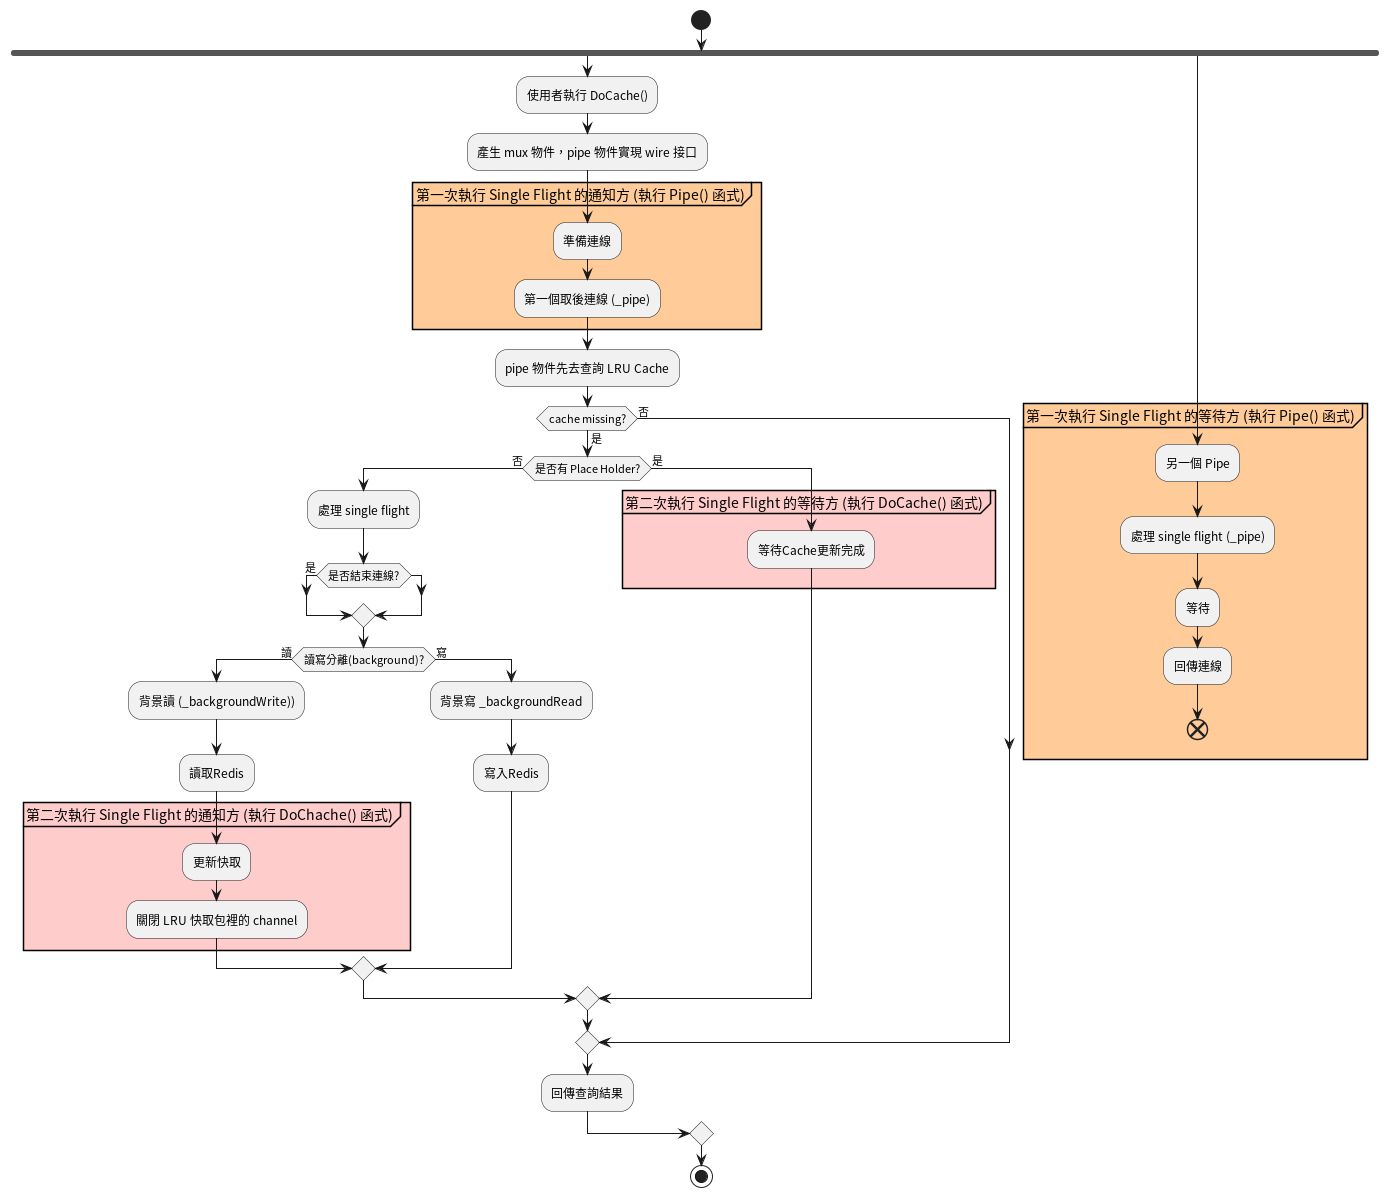 使用者執行 DoCache()
產生 mux 物件，pipe 物件實現 wire 接口
第一次執行 Single Flight 的通知方 (執行 Pipe() 函式)
準備連線
第一個取後連線 (_pipe)
pipe 物件先去查詢 LRU Cache
cache missing?
否
是
是否有 Place Holder?
否
是
處理 single flight
是否結束連線?
是
讀寫分離(background)?
讀
寫
背景讀 (_backgroundWrite))
讀取Redis
第二次執行 Single Flight 的通知方 (執行 DoChache() 函式)
更新快取
關閉 LRU 快取包裡的 channel
背景寫 _backgroundRead
寫入Redis
第二次執行 Single Flight 的等待方 (執行 DoCache() 函式)
等待Cache更新完成
回傳查詢結果
第一次執行 Single Flight 的等待方 (執行 Pipe() 函式)
另一個 Pipe
處理 single flight (_pipe)
等待
回傳連線